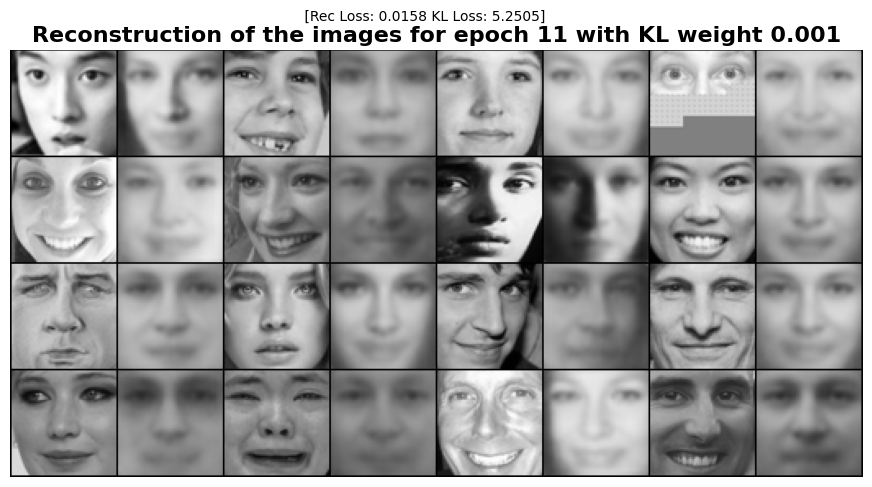 [Rec Loss: 0.0158 KL Loss: 5.2505]
Reconstruction of the images for epoch 11 with KL weight 0.001